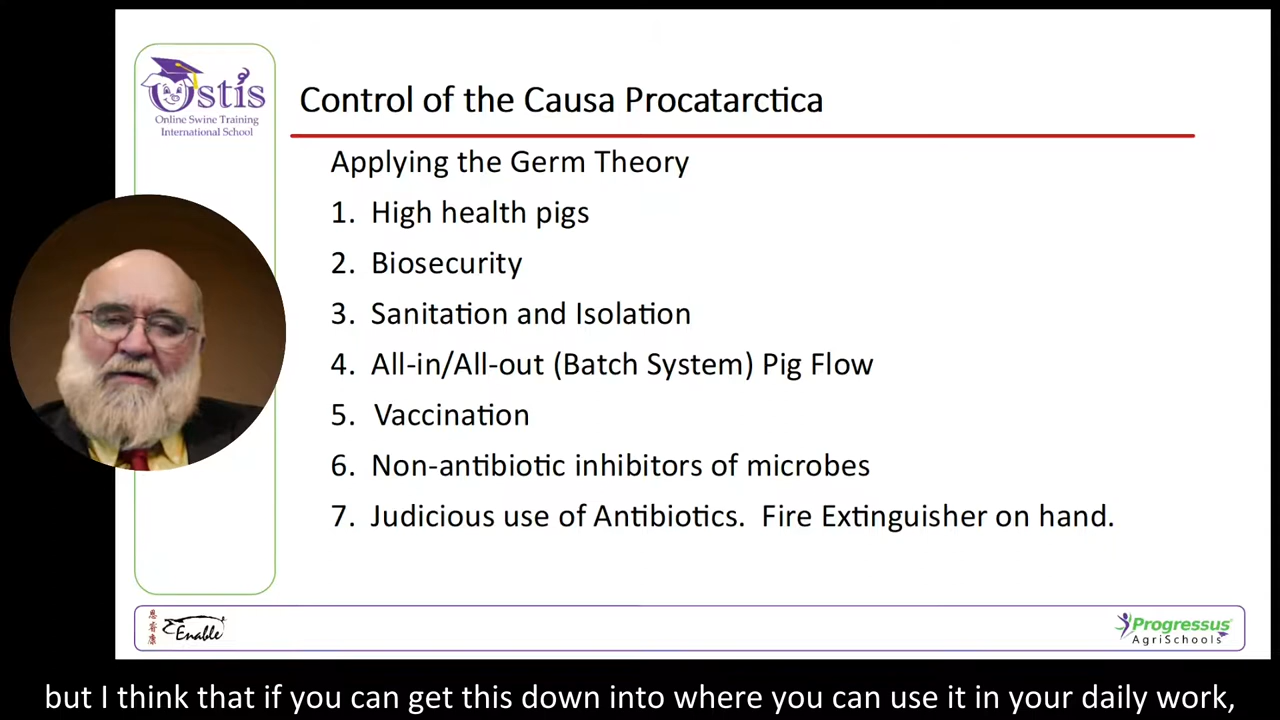 Ostis
Online Swine Training
International School
Control of the Causa Procatarctica
Applying the Germ Theory
1. High health pigs
2. Biosecurity
3. Sanitation and Isolation
4. All-in/All-out (Batch System) Pig Flow
5. Vaccination
6. Non-antibiotic inhibitors of microbes
7. Judicious use of Antibiotics. Fire Extinguisher on hand.
恩
睿
康
Enable
Progressus
AgriSchools
but I think that if you can get this down into where you can use it in your daily work,